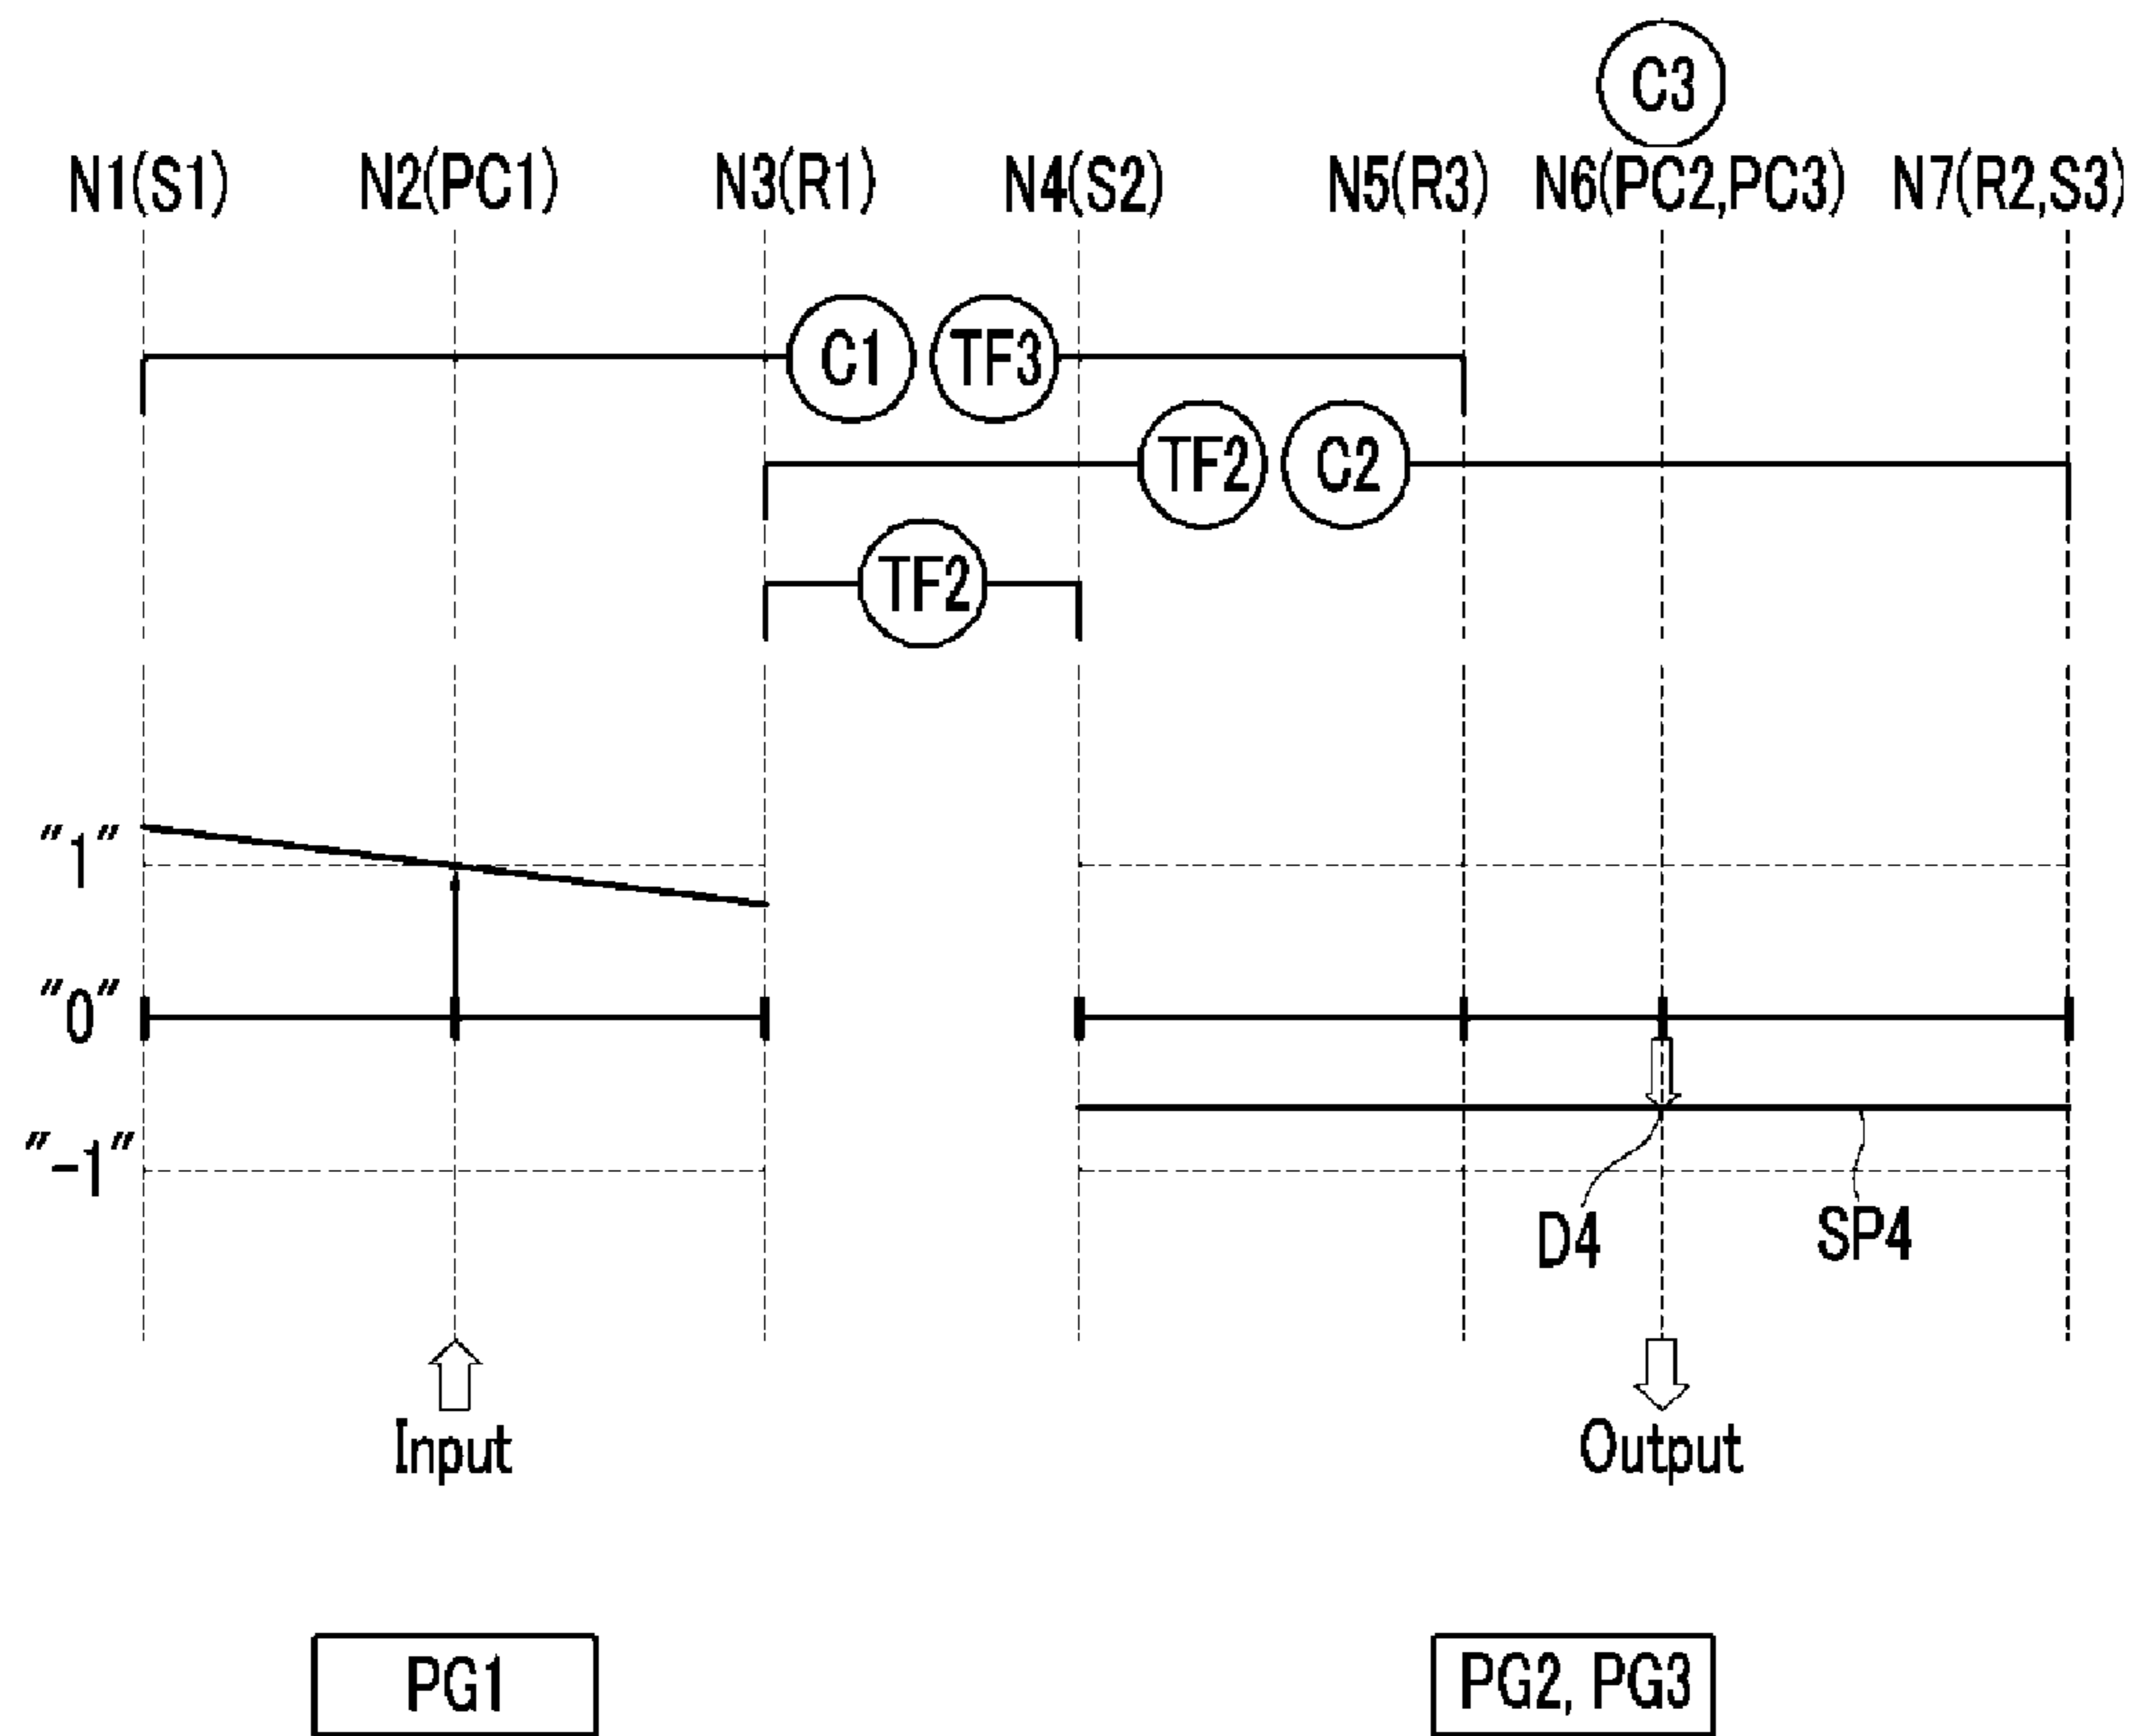 C3
N1(S1) N2(PC1) N3(R1) N4(S2) N5(R3) N6(PC2,PC3) N7(R2,S3)
C1 TF3
TF2 C2
TF2
"1"
"0"
"-1"
D4 SP4
Input Output
PG1 PG2, PG3